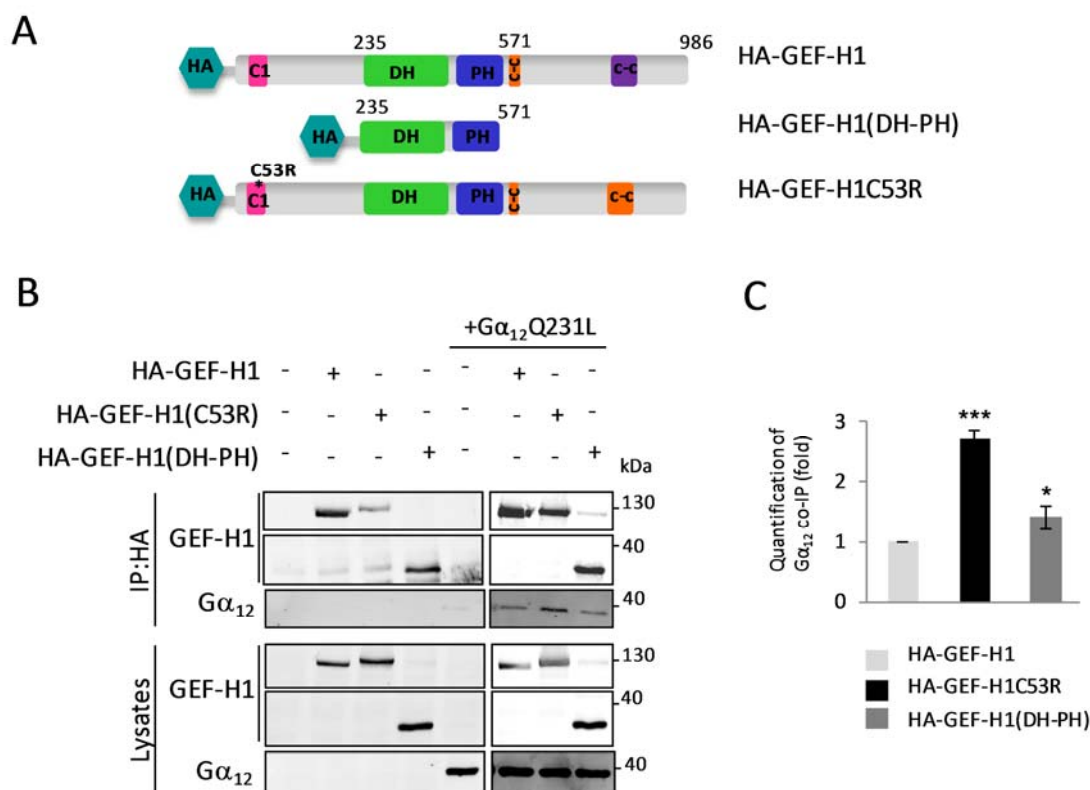 A
235 571 986
HA C1 DH PH c-c c-c HA-GEF-H1
235 571
HA DH PH HA-GEF-H1(DH-PH)
C53R
*
HA C1 DH PH c-c c-c HA-GEF-H1C53R
B
+Gα12Q231L
HA-GEF-H1 - + - - - + - -
HA-GEF-H1(C53R) - - + - - - + -
HA-GEF-H1(DH-PH) - - - + - - - +
kDa
IP:HA
GEF-H1
130
40
Gα12
40
Lysates
GEF-H1
130
40
Gα12
40
C
Quantification of
Gα12 co-IP (fold)
3
2
1
0
***
*
HA-GEF-H1
HA-GEF-H1C53R
HA-GEF-H1(DH-PH)